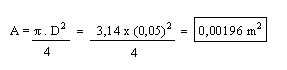 A = π . D² = 3,14 x (0,05)² = 0,00196 m²
4 4